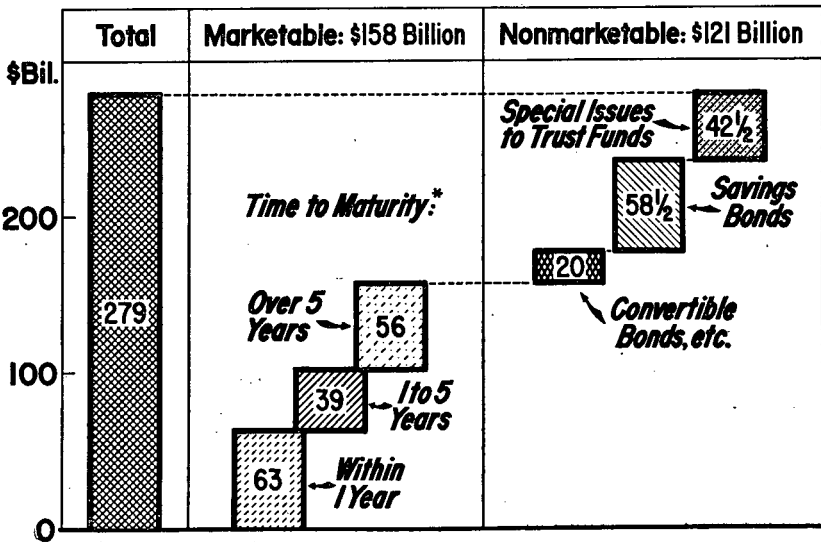 Total
Marketable: $158 Billion
Nonmarketable: $121 Billion
$Bil.
200
100
0
279
Time to Maturity:*
Over 5
Years
56
39
1 to 5
Years
63
Within
1 Year
Special Issues
to Trust Funds
42½
58½
Savings
Bonds
20
Convertible
Bonds, etc.